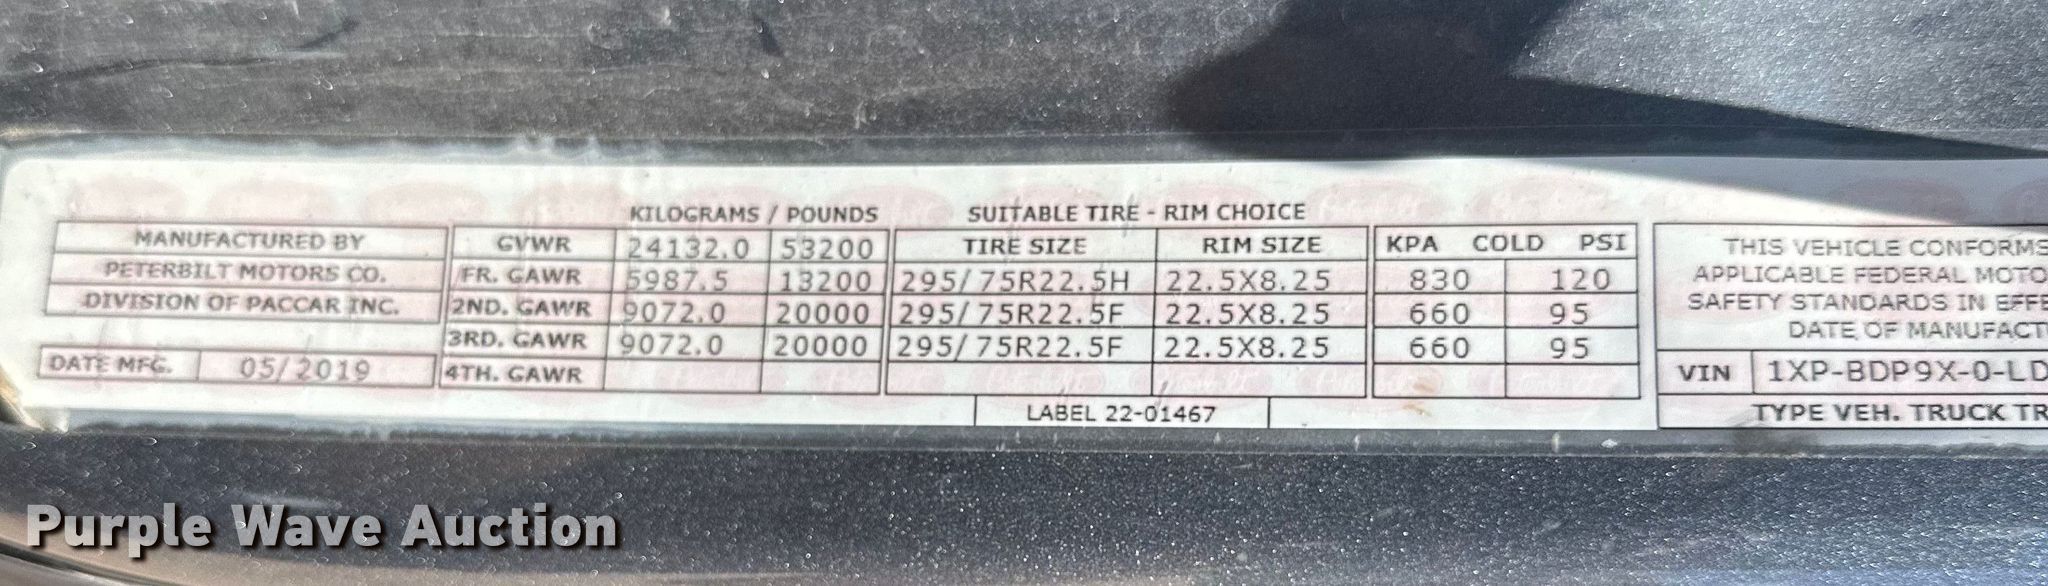 KILOGRAMS / POUNDS SUITABLE TIRE - RIM CHOICE
MANUFACTURED BY GVWR 24132.0 53200 TIRE SIZE RIM SIZE KPA COLD PSI THIS VEHICLE CONFORMS
PETERBILT MOTORS CO. FR. GAWR 5987.5 13200 295/75R22.5H 22.5X8.25 830 120 APPLICABLE FEDERAL MOTO
DIVISION OF PACCAR INC. 2ND. GAWR 9072.0 20000 295/75R22.5F 22.5X8.25 660 95 SAFETY STANDARDS IN EFFE
3RD. GAWR 9072.0 20000 295/75R22.5F 22.5X8.25 660 95 DATE OF MANUFACT
DATE MFG. 05/2019 4TH. GAWR VIN 1XP-BDP9X-0-LD
LABEL 22-01467 TYPE VEH. TRUCK TR
Purple Wave Auction